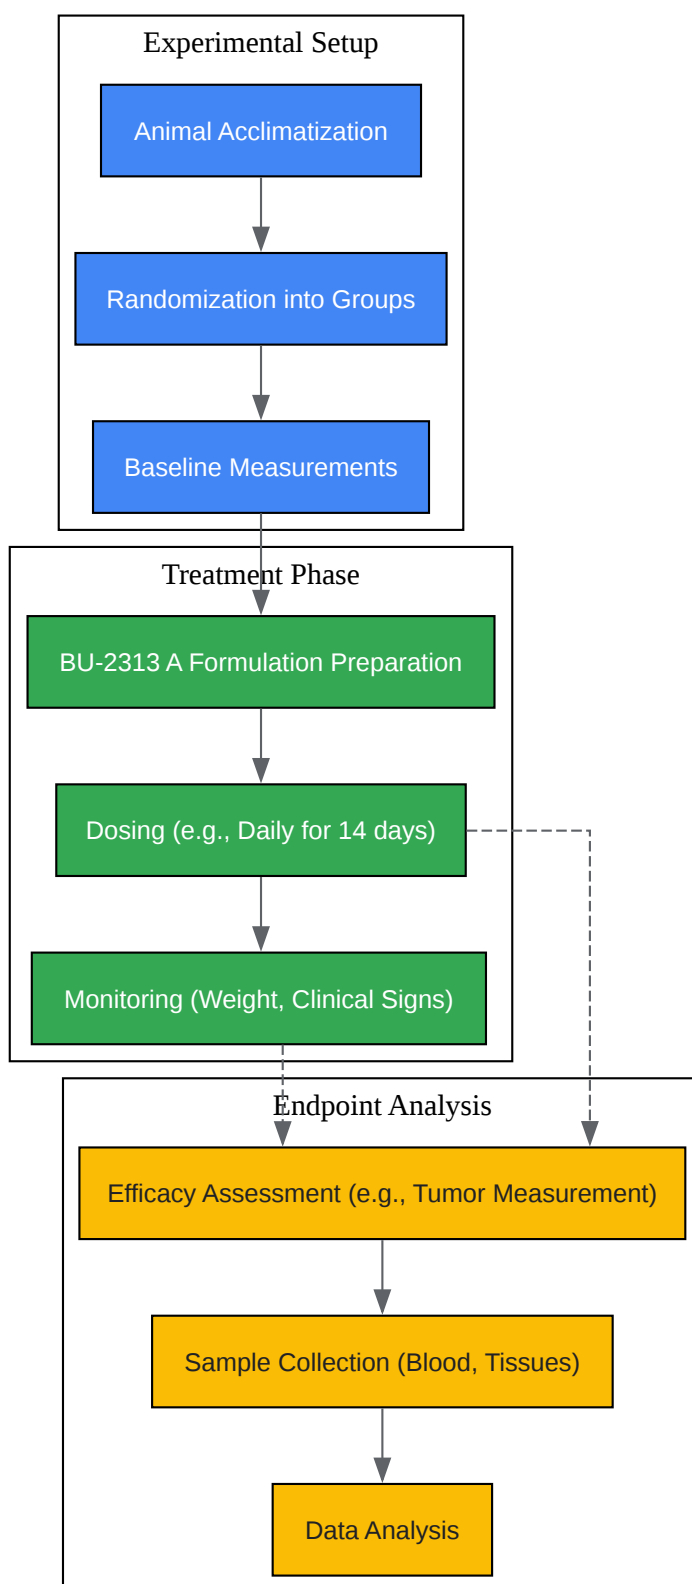 Experimental Setup
Animal Acclimatization
Randomization into Groups
Baseline Measurements
Treatment Phase
BU-2313 A Formulation Preparation
Dosing (e.g., Daily for 14 days)
Monitoring (Weight, Clinical Signs)
Endpoint Analysis
Efficacy Assessment (e.g., Tumor Measurement)
Sample Collection (Blood, Tissues)
Data Analysis